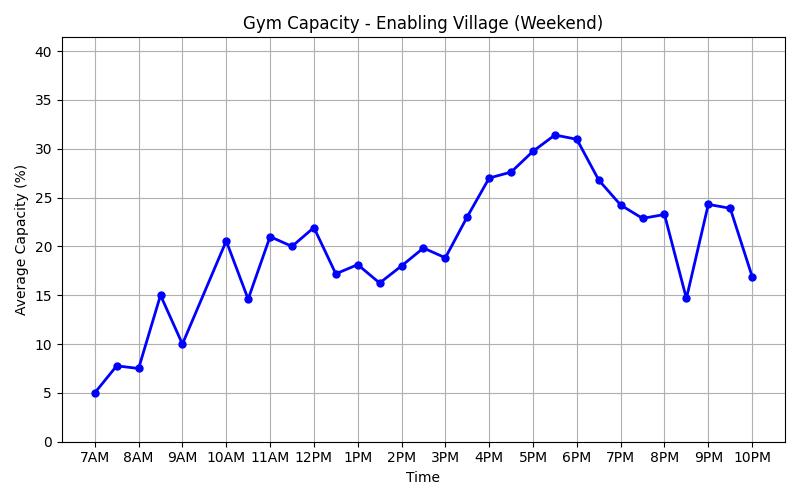 Gym Capacity - Enabling Village (Weekend)
40
35
30
25
20
15
10
5
0
Average Capacity (%)
7AM 8AM 9AM 10AM 11AM 12PM 1PM 2PM 3PM 4PM 5PM 6PM 7PM 8PM 9PM 10PM
Time